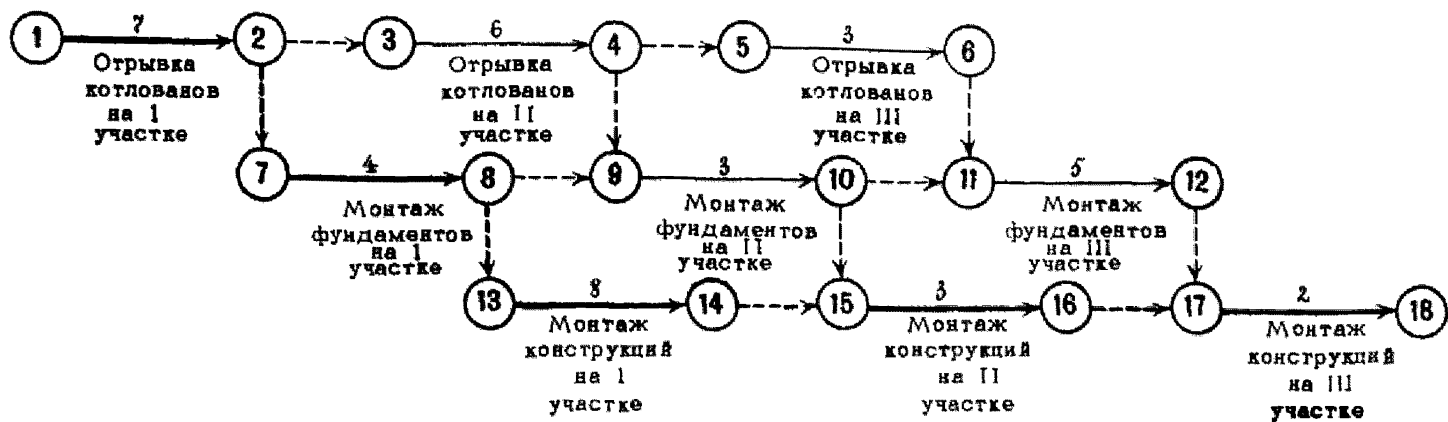 7
6
3
1
2
3
4
5
6
Отрывка
котлованов
на I
участке
Отрывка
котлованов
на II
участке
Отрывка
котлованов
на III
участке
4
3
5
7
8
9
10
11
12
Монтаж
фундаментов
на I
участке
Монтаж
фундаментов
на II
участке
Монтаж
фундаментов
на III
участке
8
3
2
13
14
15
16
17
18
Монтаж
конструкций
на I
участке
Монтаж
конструкций
на II
участке
Монтаж
конструкций
на III
участке